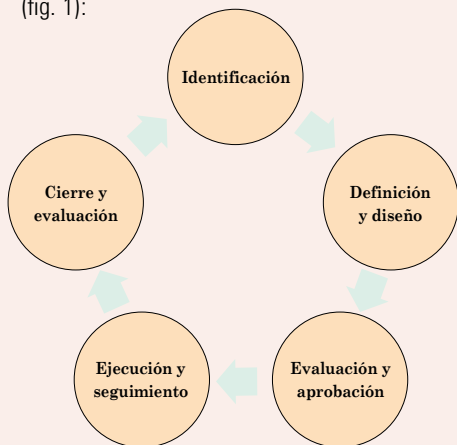 (fig. 1):
Identificación
Definición
y diseño
Evaluación y
aprobación
Ejecución y
seguimiento
Cierre y
evaluación